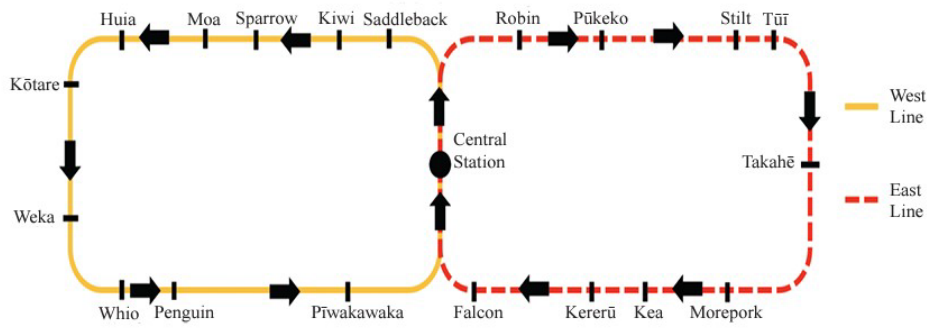 Huia Moa Sparrow Kiwi Saddleback Robin Pūkeko Stilt Tūī
Kōtare
West
Line
Central
Station
Takahē
East
Line
Weka
Whio Penguin Pīwakawaka Falcon Kererū Kea Morepork